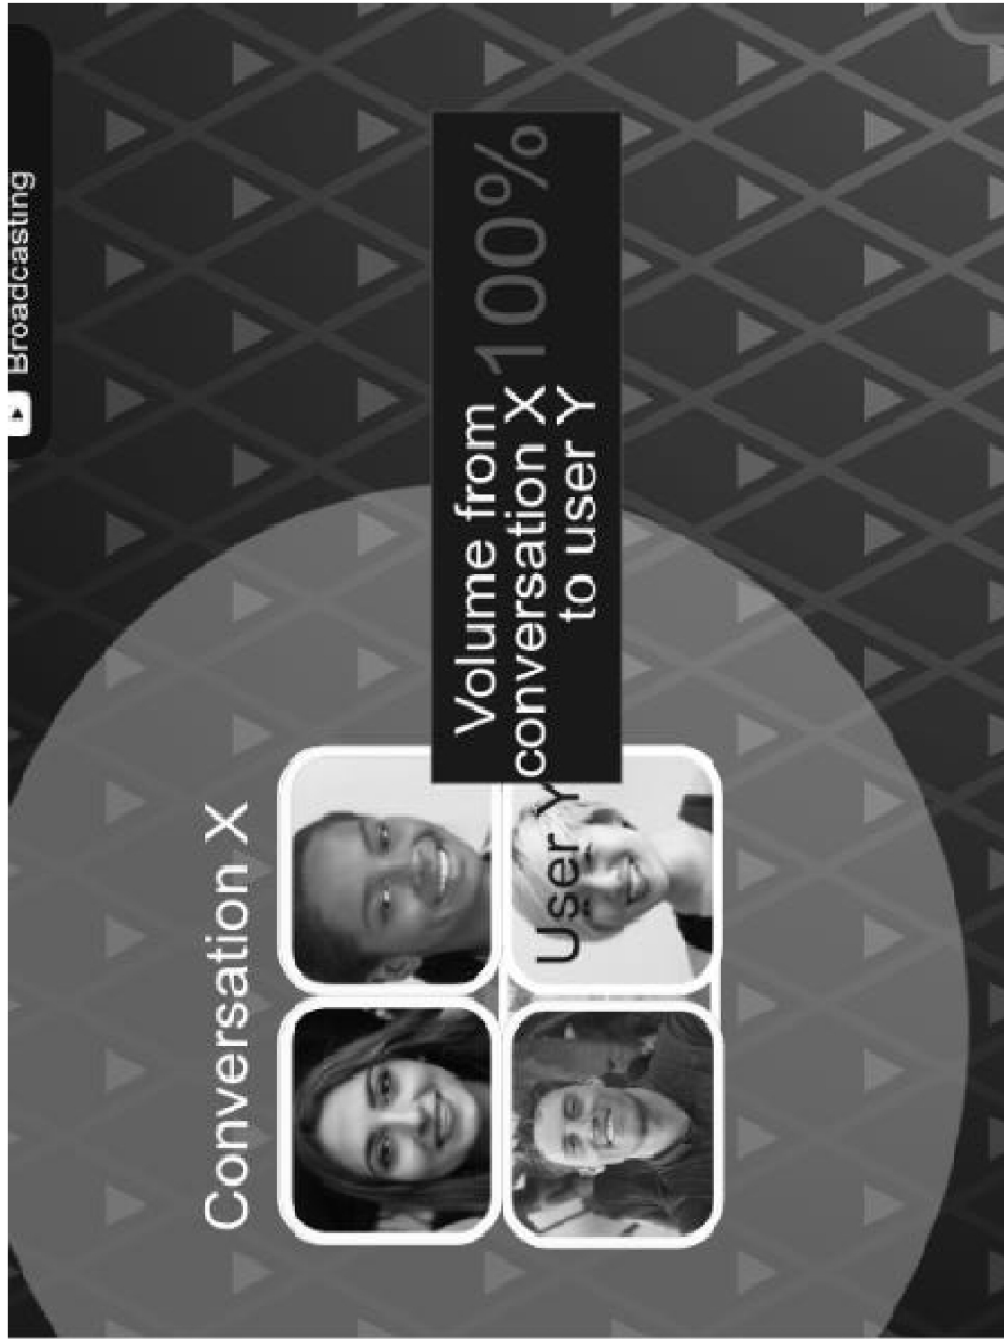 Broadcasting
Conversation X
Volume from
conversation X
to user Y
100%
User Y